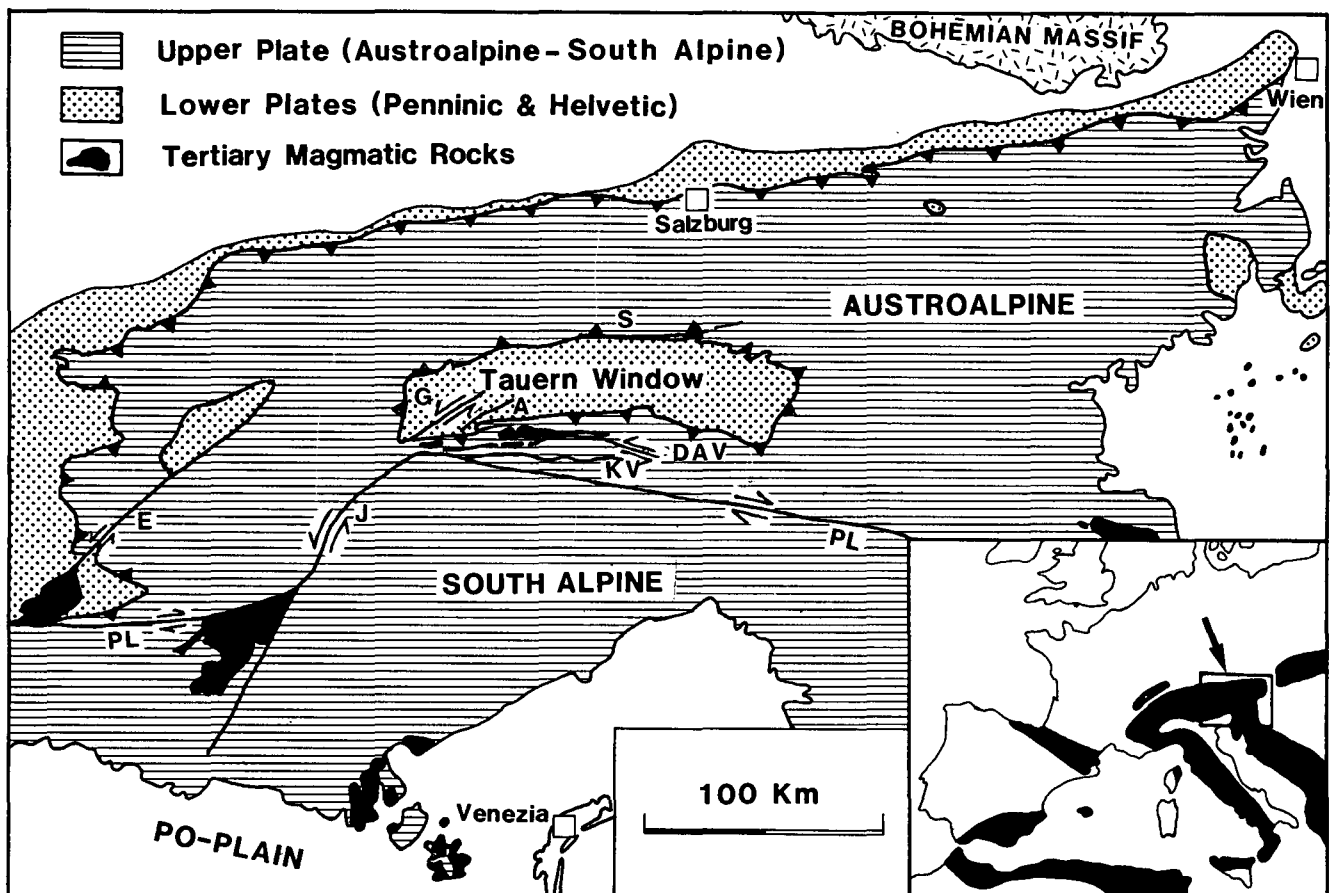 BOHEMIAN MASSIF
Upper Plate (Austroalpine-South Alpine)
Lower Plates (Penninic & Helvetic)
Tertiary Magmatic Rocks
Wien
Salzburg
AUSTROALPINE
S
Tauern Window
G
A
DAV
KV
E
J
PL
SOUTH ALPINE
PL
100 Km
Venezia
PO-PLAIN